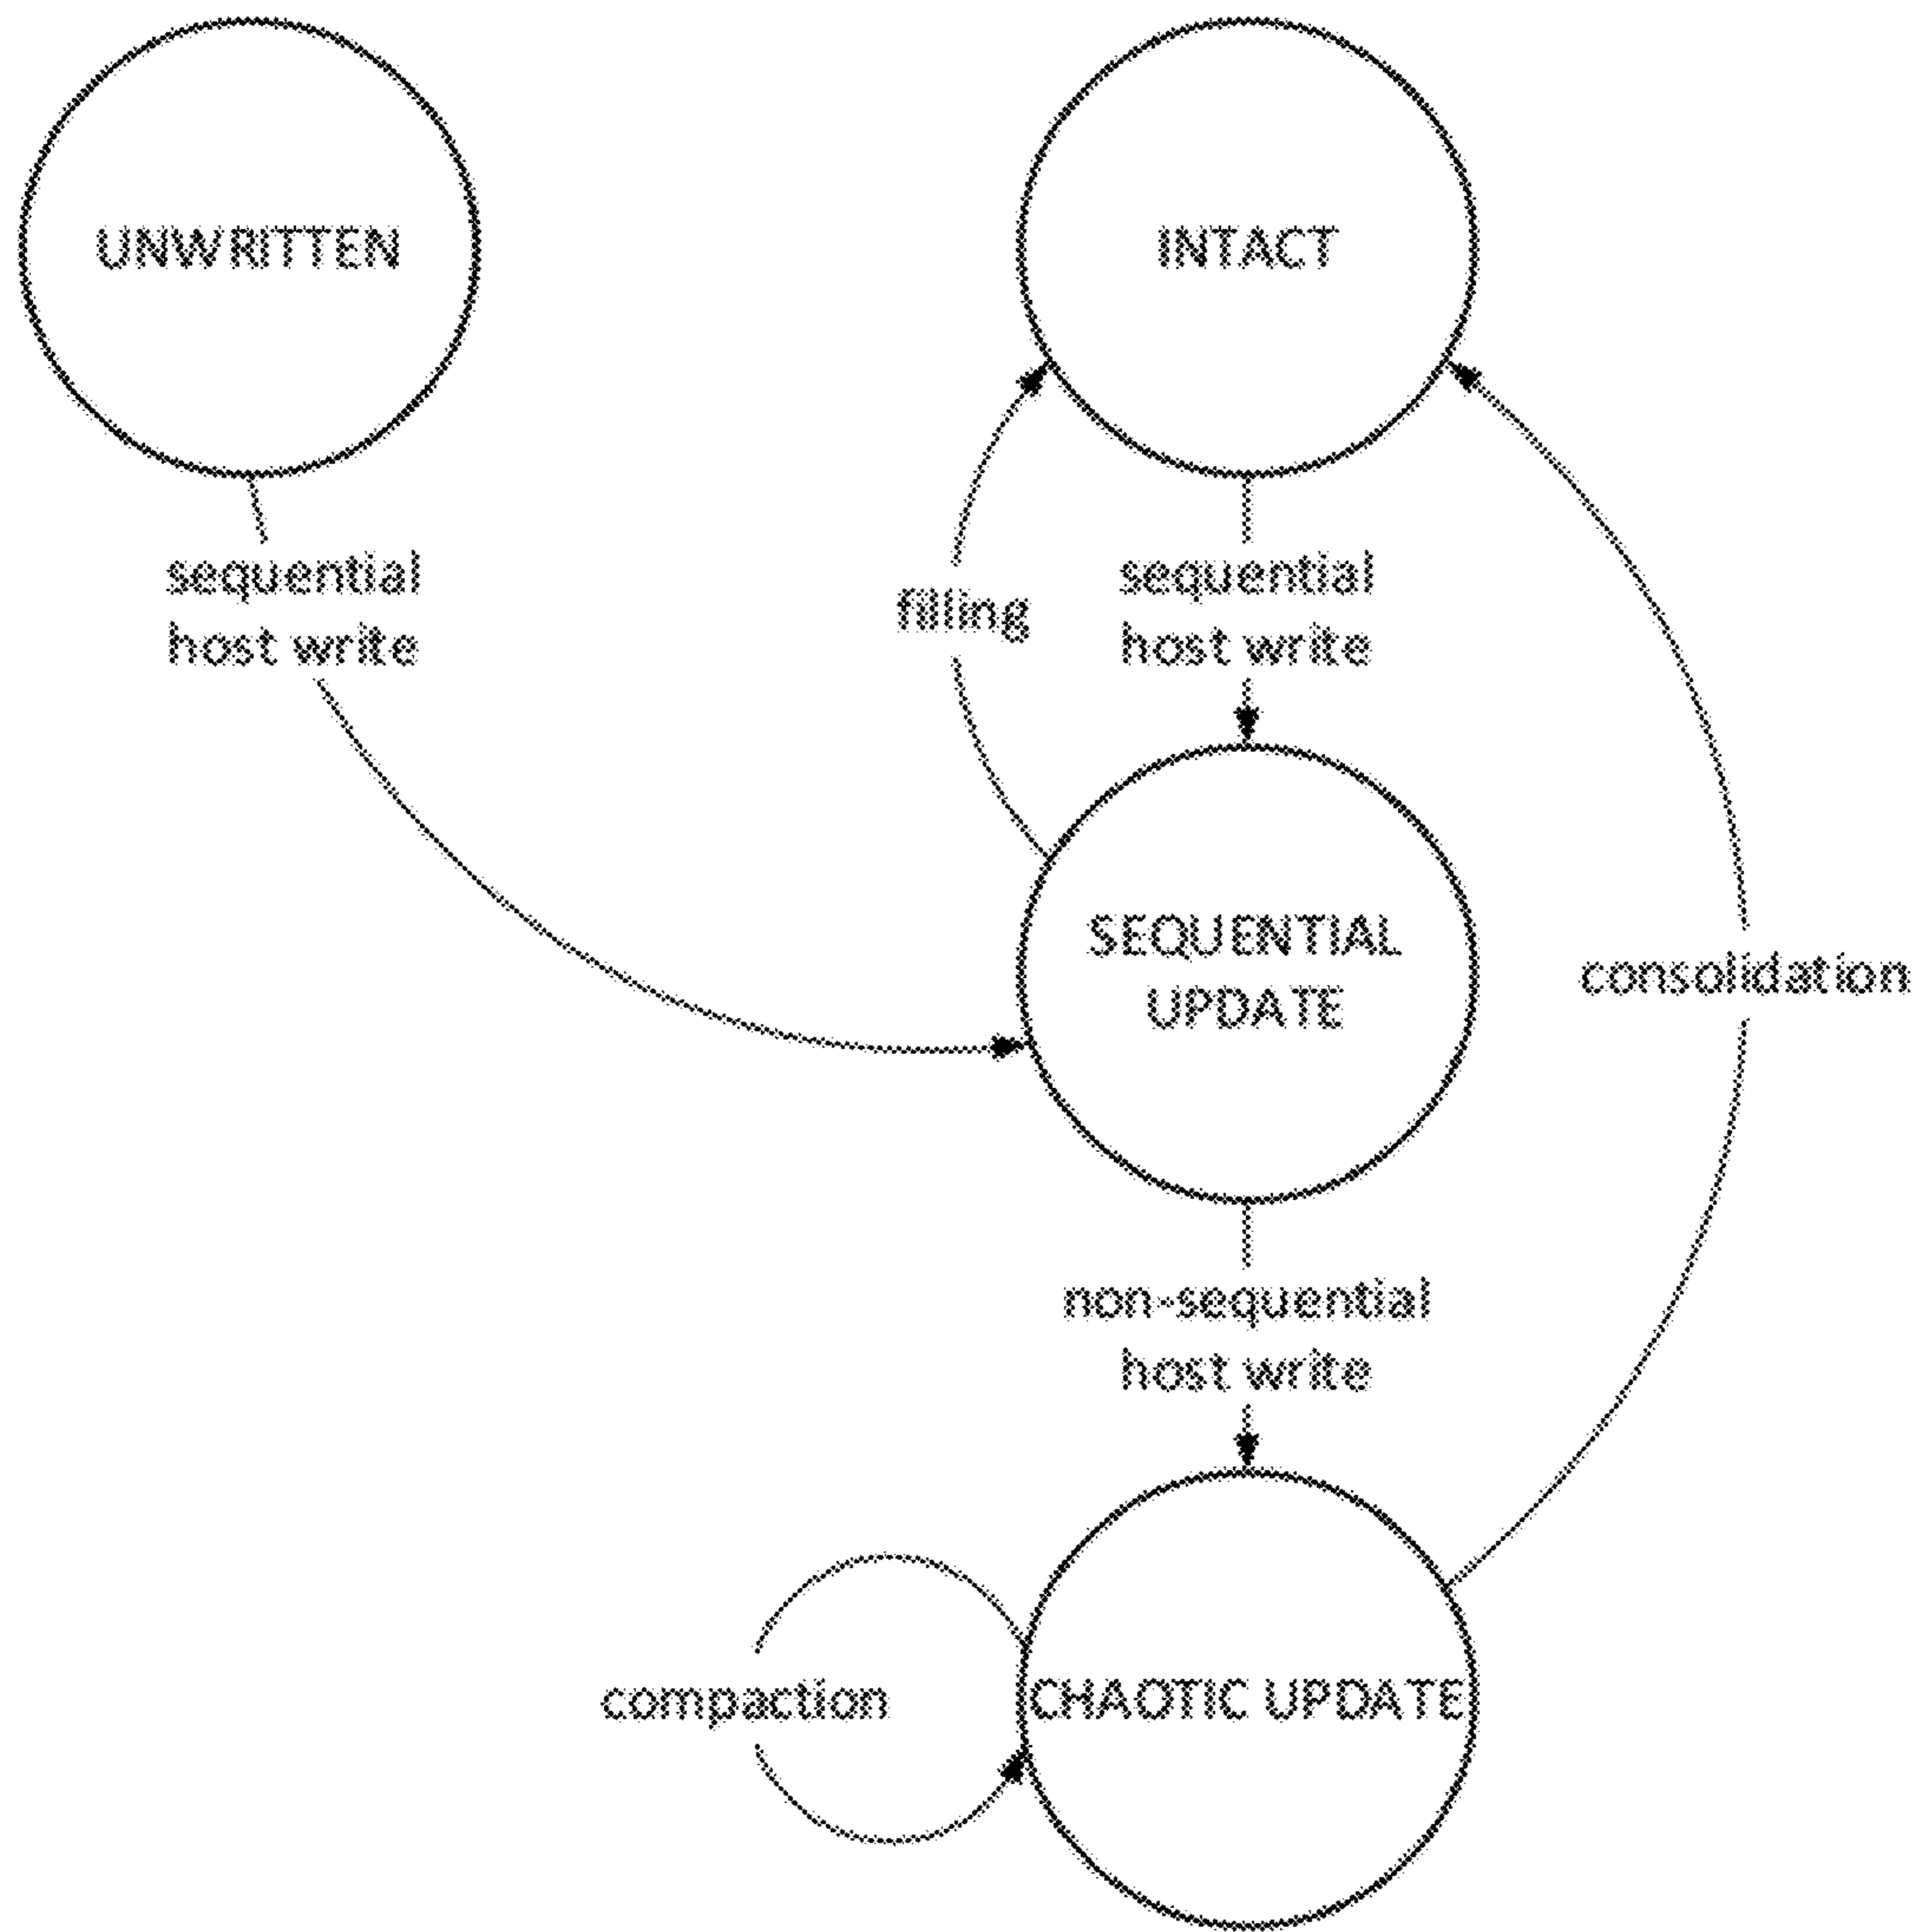 UNWRITTEN
INTACT
sequential
host write
filling
sequential
host write
SEQUENTIAL
UPDATE
consolidation
non-sequential
host write
compaction
CHAOTIC UPDATE